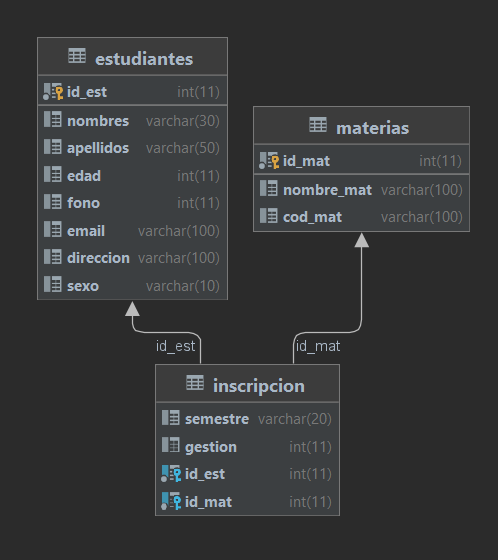 estudiantes
id_est int(11)
nombres varchar(30)
apellidos varchar(50)
edad int(11)
fono int(11)
email varchar(100)
direccion varchar(100)
sexo varchar(10)
materias
id_mat int(11)
nombre_mat varchar(100)
cod_mat varchar(100)
id_est
id_mat
inscripcion
semestre varchar(20)
gestion int(11)
id_est int(11)
id_mat int(11)